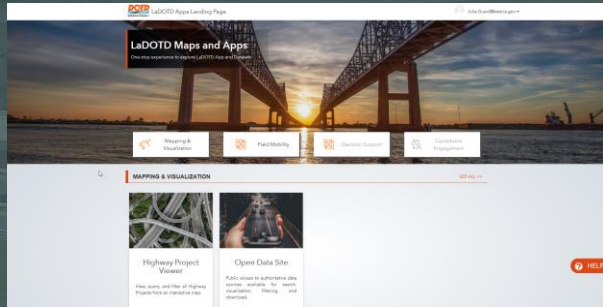 DOTD
LaDOTD Apps Landing Page
LaDOTD Maps and Apps
One-stop experience to explore LaDOTD App and Datasets
Mapping &
Visualization
Field Mobility
Decision Support
Constituent
Engagement
MAPPING & VISUALIZATION
SEE ALL >>
Highway Project
Viewer
View, query and filter all Highway
Projects from an interactive map.
Open Data Site
Public access to authoritative data
sources available for search,
visualization, filtering, and
download.
HELP